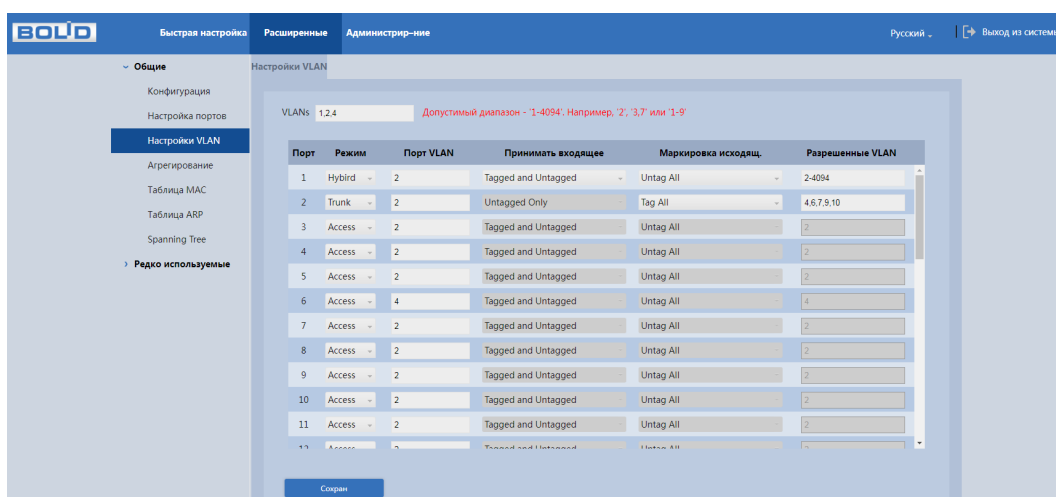 BOLID Быстрая настройка Расширенные Администрир-ние Русский Выход из системы
Общие
Настройки VLAN
Конфигурация
Настройка портов
Настройки VLAN
Агрегирование
Таблица MAC
Таблица ARP
Spanning Tree
Редко используемые
VLANs 1,2,4 Допустимый диапазон - '1-4094'. Например, '2', '3,7' или '1-9'
Порт Режим Порт VLAN Принимать входящее Маркировка исходящ. Разрешенные VLAN
1 Hybird 2 Tagged and Untagged Untag All 2-4094
2 Trunk 2 Untagged Only Tag All 4,6,7,9,10
3 Access 2 Tagged and Untagged Untag All 2
4 Access 2 Tagged and Untagged Untag All 2
5 Access 2 Tagged and Untagged Untag All 2
6 Access 4 Tagged and Untagged Untag All 4
7 Access 2 Tagged and Untagged Untag All 2
8 Access 2 Tagged and Untagged Untag All 2
9 Access 2 Tagged and Untagged Untag All 2
10 Access 2 Tagged and Untagged Untag All 2
11 Access 2 Tagged and Untagged Untag All 2
12 Access 2 Tagged and Untagged Untag All
Сохран